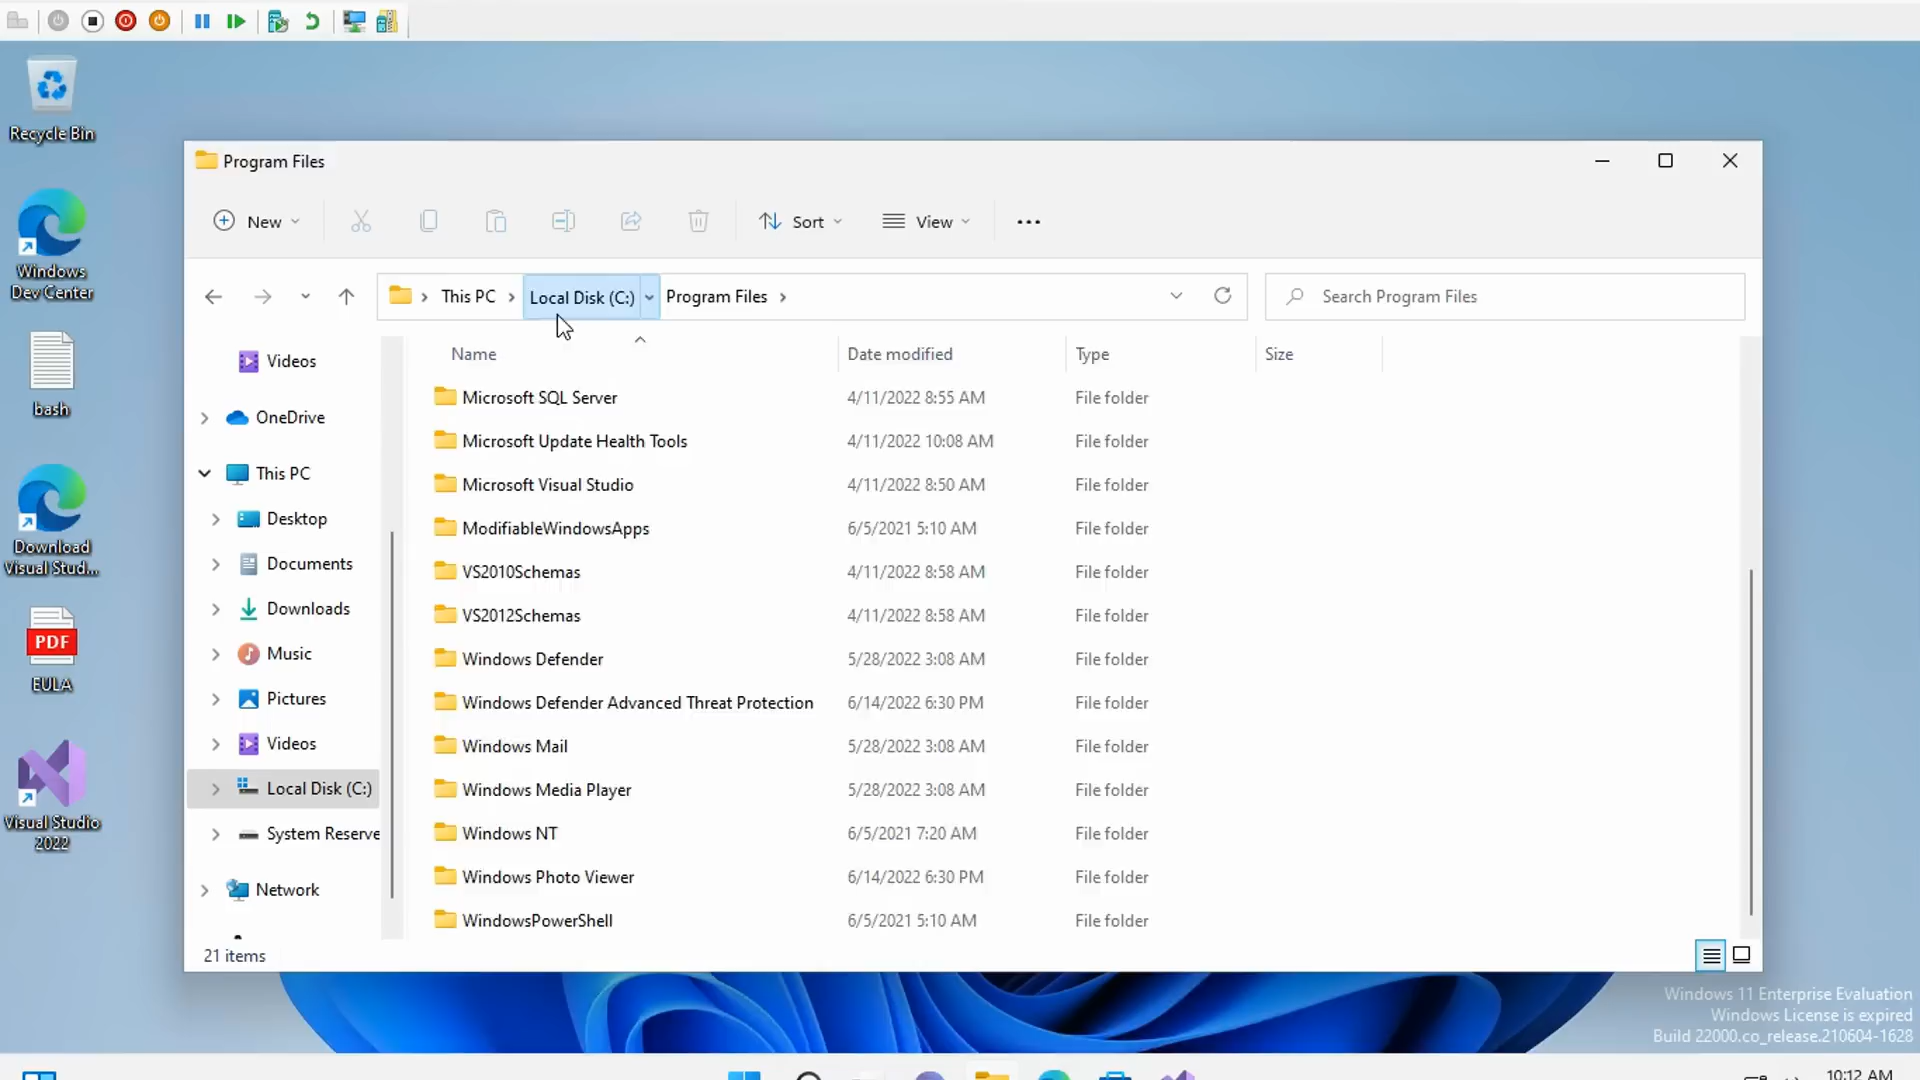 Recycle Bin
Windows
Dev Center
bash
Download
Visual Stud...
PDF
EULA
Visual Studio
2022
Program Files
New
Sort
View
This PC
Local Disk (C:)
Program Files
Search Program Files
Videos
OneDrive
This PC
Desktop
Documents
Downloads
Music
Pictures
Videos
Local Disk (C:)
System Reserve
Network
Name Date modified Type Size
Microsoft SQL Server 4/11/2022 8:55 AM File folder
Microsoft Update Health Tools 4/11/2022 10:08 AM File folder
Microsoft Visual Studio 4/11/2022 8:50 AM File folder
ModifiableWindowsApps 6/5/2021 5:10 AM File folder
VS2010Schemas 4/11/2022 8:58 AM File folder
VS2012Schemas 4/11/2022 8:58 AM File folder
Windows Defender 5/28/2022 3:08 AM File folder
Windows Defender Advanced Threat Protection 6/14/2022 6:30 PM File folder
Windows Mail 5/28/2022 3:08 AM File folder
Windows Media Player 5/28/2022 3:08 AM File folder
Windows NT 6/5/2021 7:20 AM File folder
Windows Photo Viewer 6/14/2022 6:30 PM File folder
WindowsPowerShell 6/5/2021 5:10 AM File folder
21 items
Windows 11 Enterprise Evaluation
Windows License is expired
Build 22000.co_release.210604-1628
10:12 AM